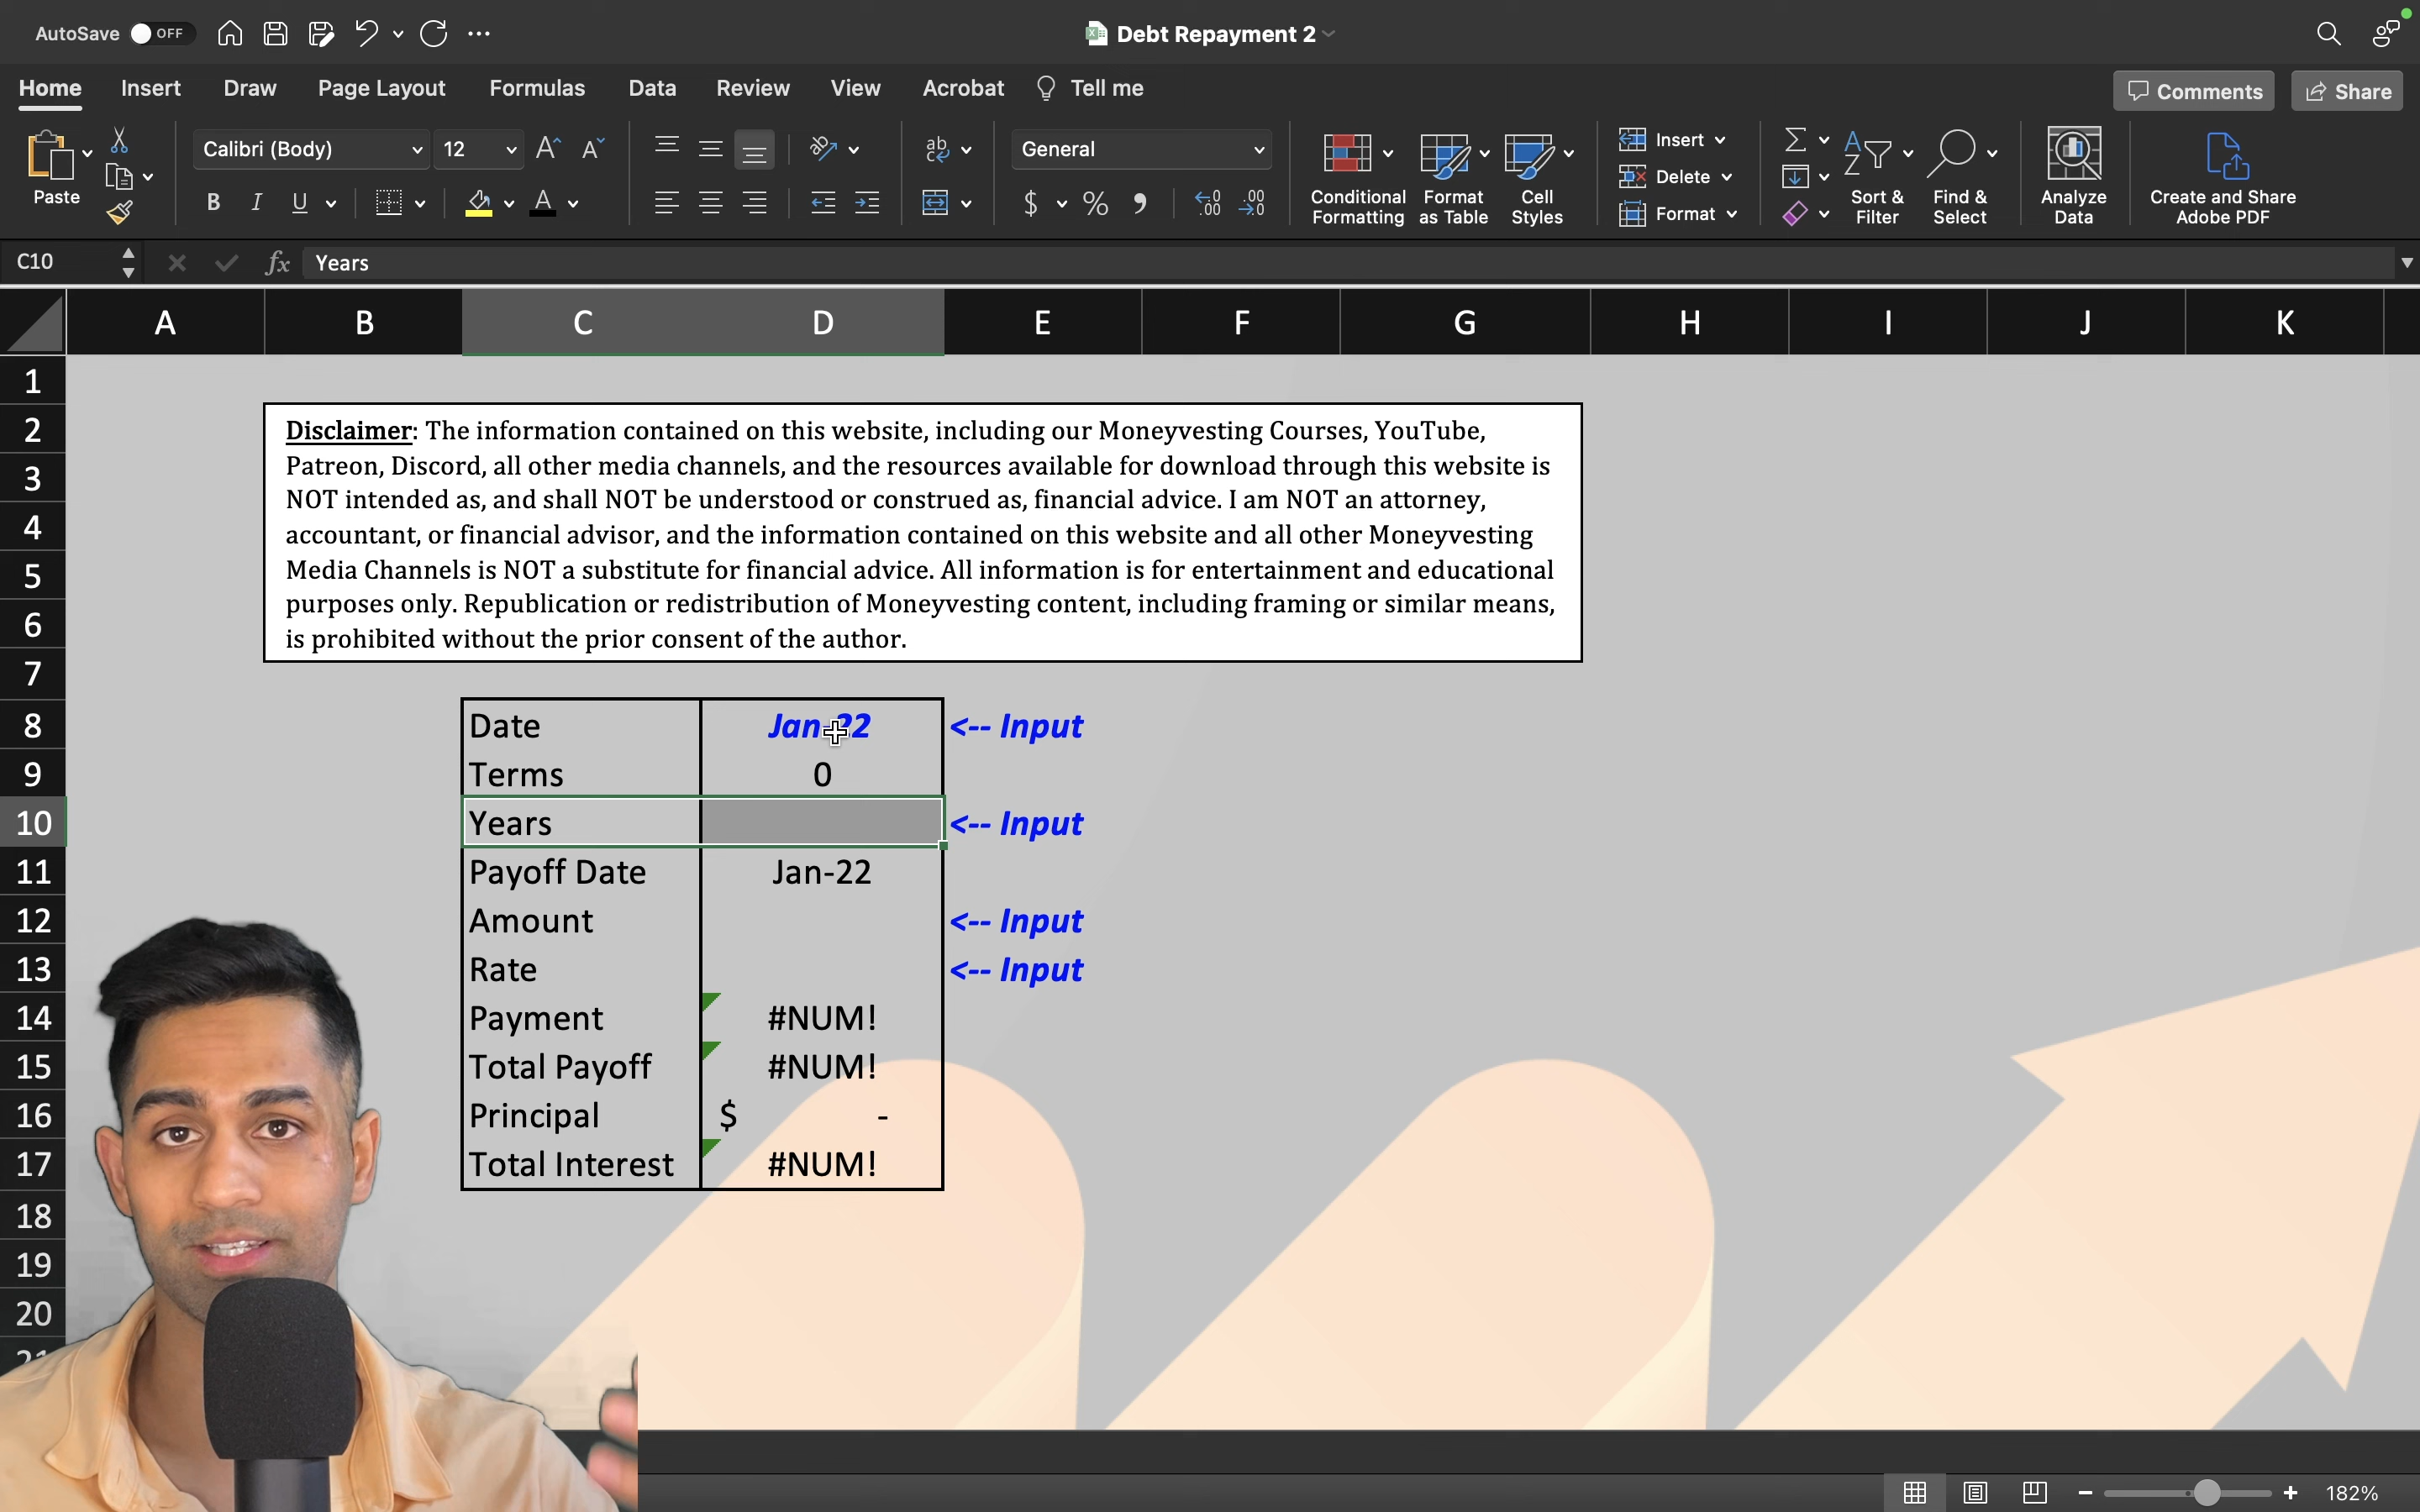 AutoSave OFF
Debt Repayment 2
Home Insert Draw Page Layout Formulas Data Review View Acrobat Tell me Comments Share
Paste
Calibri (Body) 12
B I U A
ab
General
$ % 9 .00
Conditional Formatting
Format as Table
Cell Styles
Insert
Delete
Format
Sort & Filter
Find & Select
Analyze Data
Create and Share Adobe PDF
C10 fx Years
A B C D E F G H I J K
1
2
3
4
5
6
7
Disclaimer: The information contained on this website, including our Moneyvesting Courses, YouTube,
Patreon, Discord, all other media channels, and the resources available for download through this website is
NOT intended as, and shall NOT be understood or construed as, financial advice. I am NOT an attorney,
accountant, or financial advisor, and the information contained on this website and all other Moneyvesting
Media Channels is NOT a substitute for financial advice. All information is for entertainment and educational
purposes only. Republication or redistribution of Moneyvesting content, including framing or similar means,
is prohibited without the prior consent of the author.
8 Date Jan-22 <-- Input
9 Terms 0
10 Years <-- Input
11 Payoff Date Jan-22
12 Amount <-- Input
13 Rate <-- Input
14 Payment #NUM!
15 Total Payoff #NUM!
16 Principal $ -
17 Total Interest #NUM!
18
19
20
182%